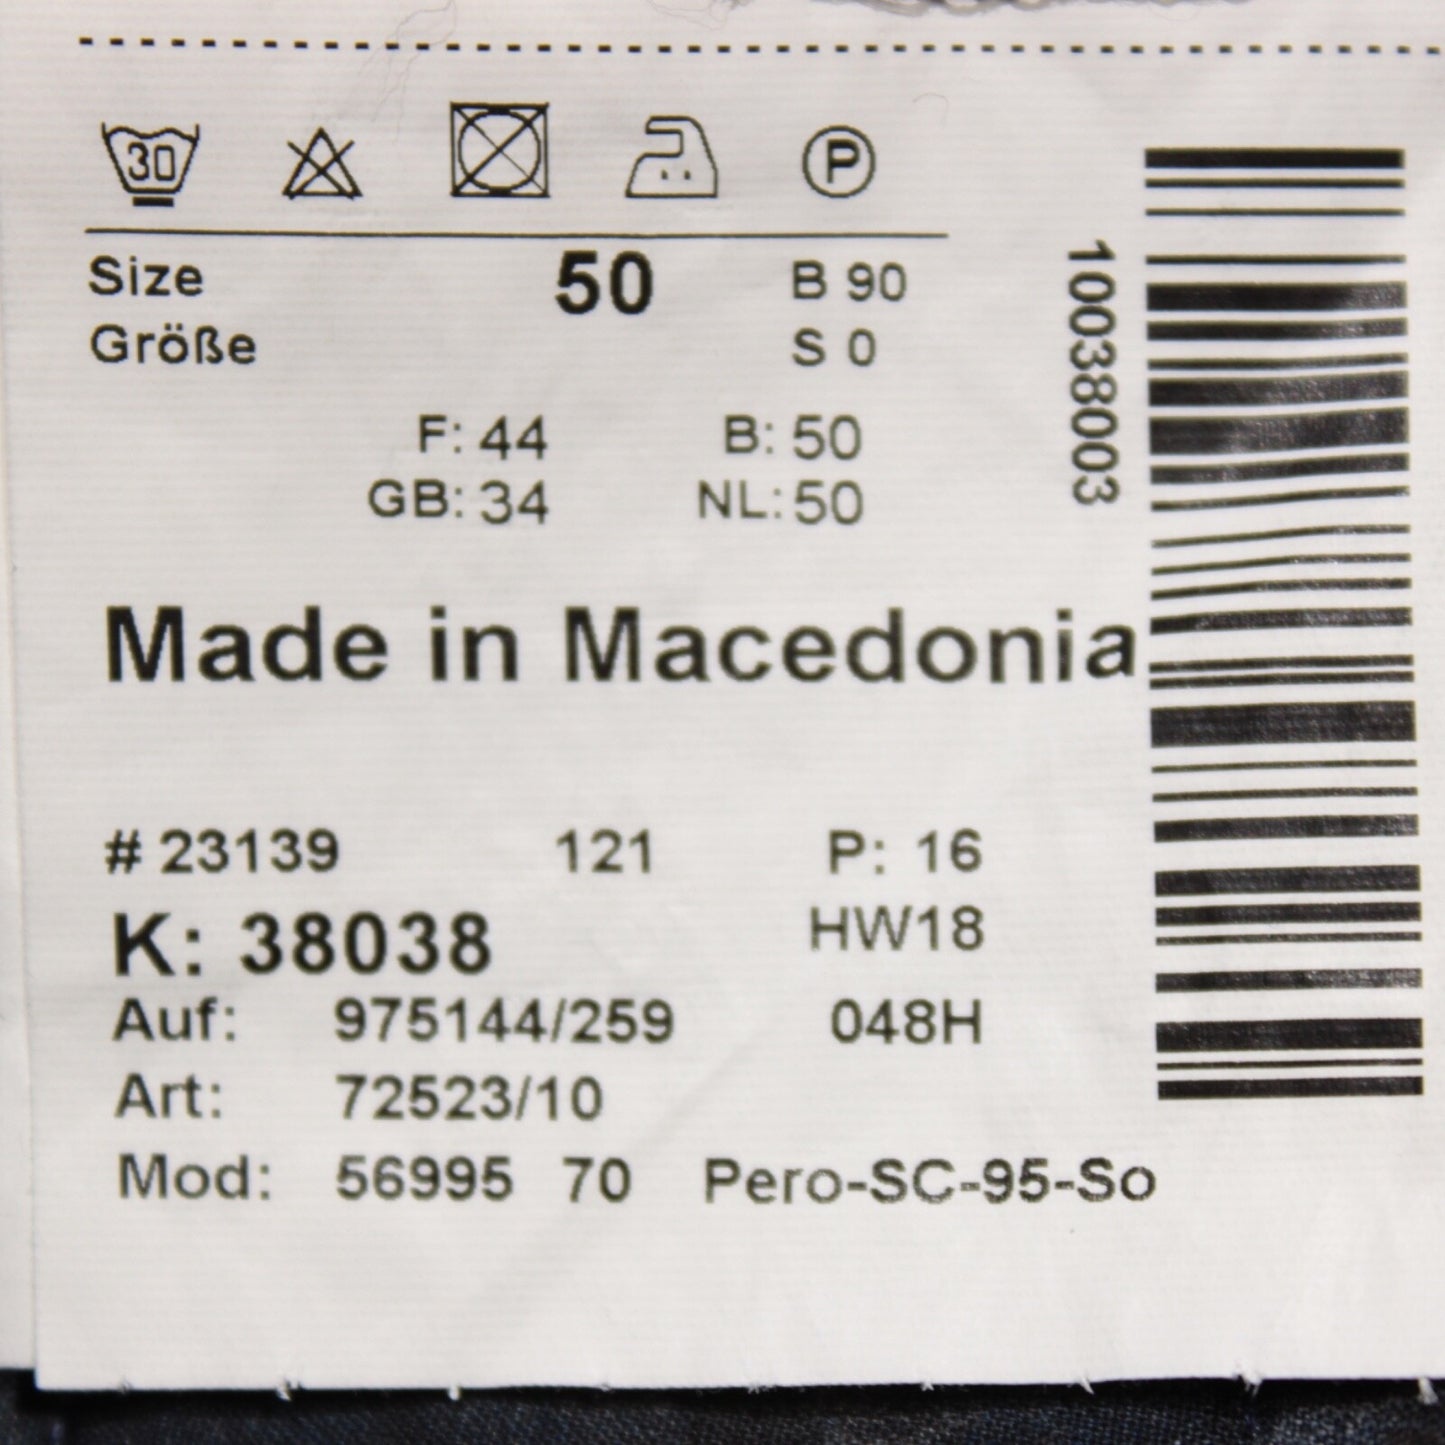 30 P
Size 50 B 90
Größe S 0
F: 44 B: 50
GB: 34 NL: 50
10038003
Made in Macedonia
# 23139 121 P: 16
K: 38038 HW18
Auf: 975144/259 048H
Art: 72523/10
Mod: 56995 70 Pero-SC-95-So